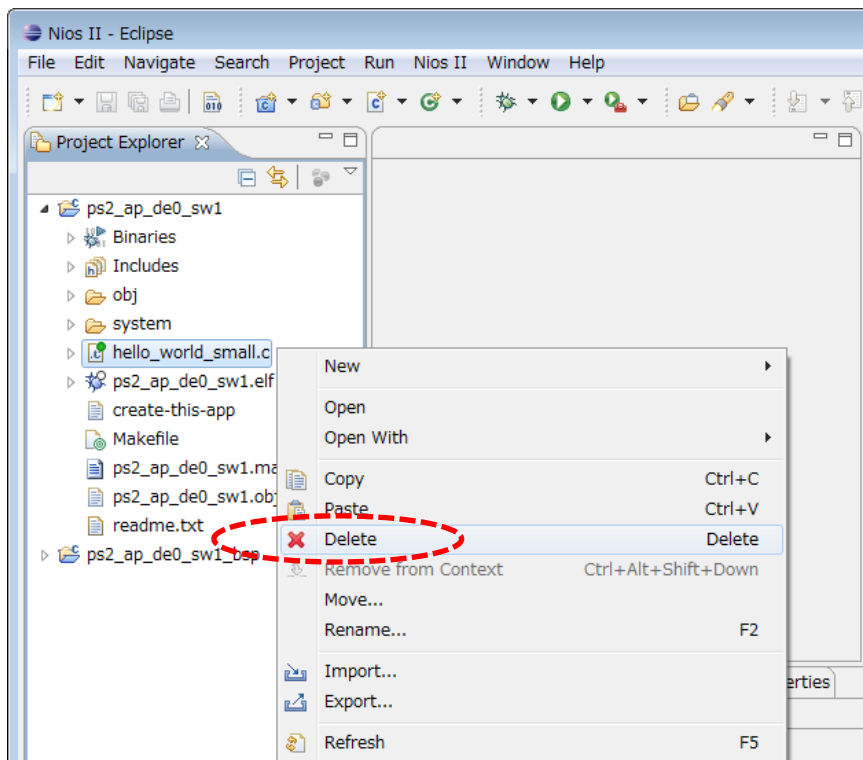 Nios II - Eclipse
File Edit Navigate Search Project Run Nios II Window Help
010
Project Explorer
ps2_ap_de0_sw1
Binaries
Includes
obj
system
hello_world_small.c
ps2_ap_de0_sw1.elf
create-this-app
Makefile
ps2_ap_de0_sw1.ma
ps2_ap_de0_sw1.obj
readme.txt
ps2_ap_de0_sw1_bsp
New
Open
Open With
Copy Ctrl+C
Paste Ctrl+V
Delete Delete
Remove from Context Ctrl+Alt+Shift+Down
Move...
Rename... F2
Import...
Export...
Refresh F5
erties